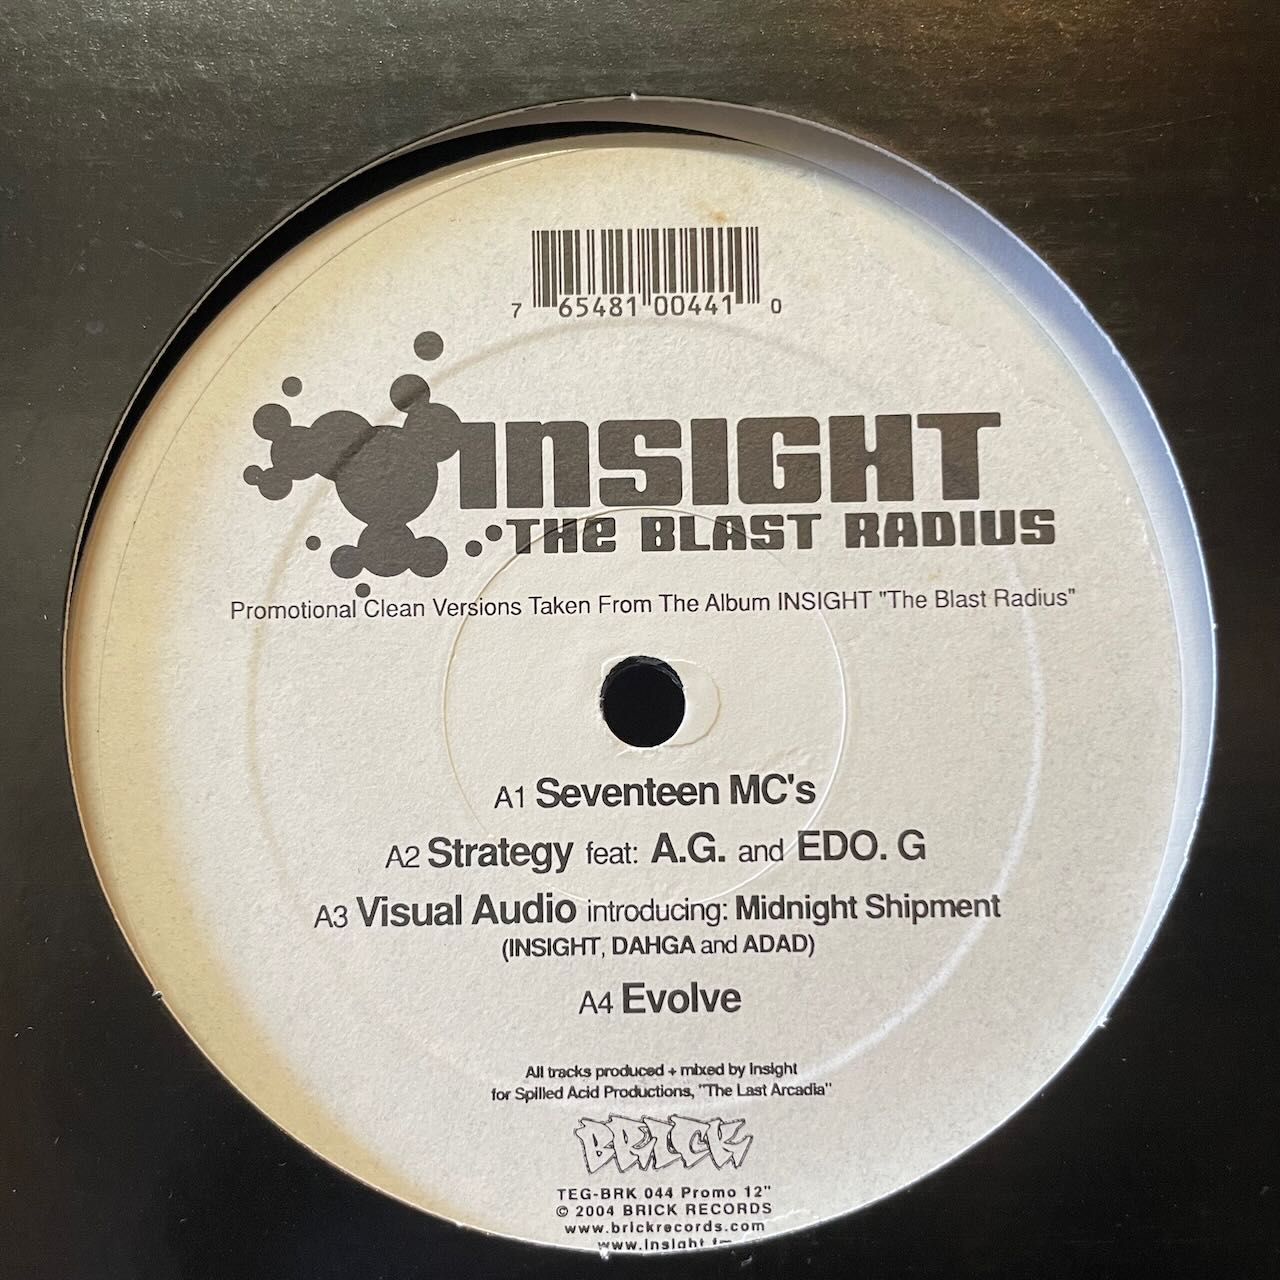 7 65481 00441 0
INSIGHT
THE BLAST RADIUS
Promotional Clean Versions Taken From The Album INSIGHT "The Blast Radius"
A1 Seventeen MC's
A2 Strategy feat: A.G. and EDO. G
A3 Visual Audio introducing: Midnight Shipment
(INSIGHT, DAHGA and ADAD)
A4 Evolve
All tracks produced + mixed by Insight
for Spilled Acid Productions, "The Last Arcadia"
BRICK
TEG-BRK 044 Promo 12"
© 2004 BRICK RECORDS
www.brickrecords.com
www.insight.fm